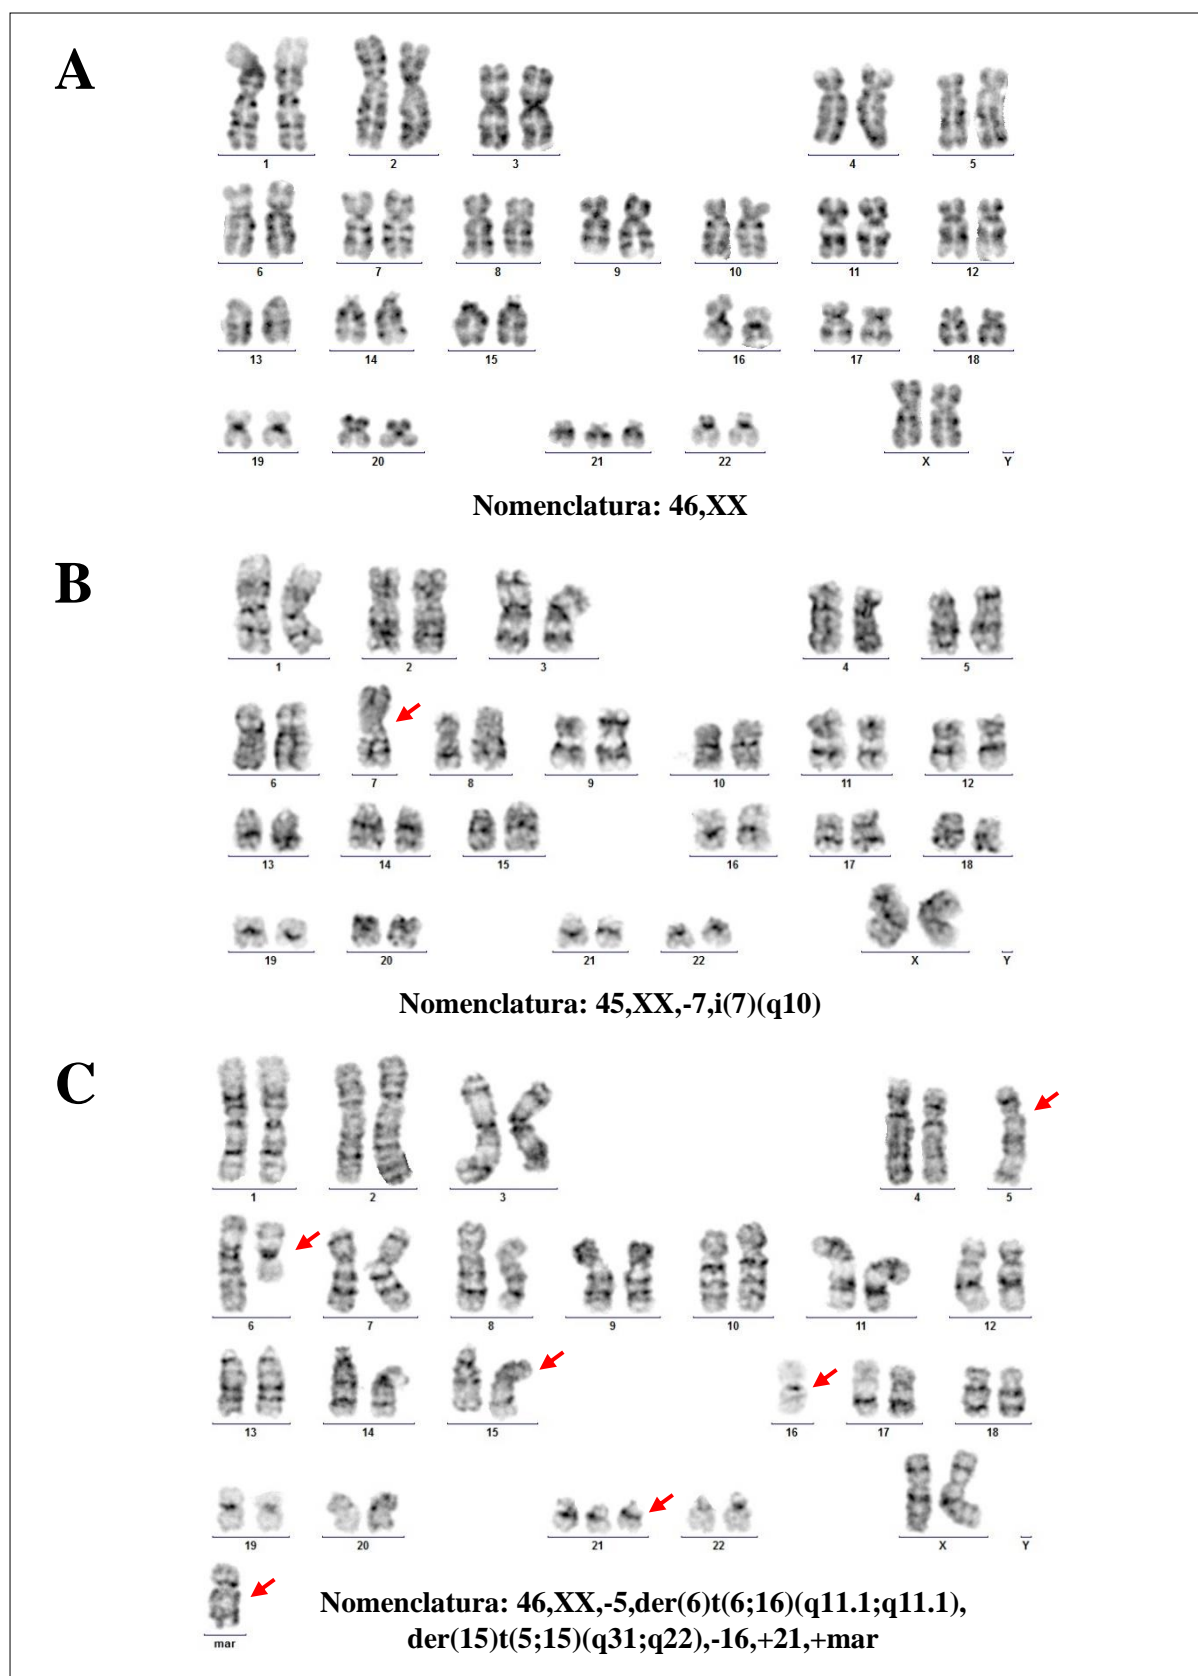 A
1 2 3 4 5
6 7 8 9 10 11 12
13 14 15 16 17 18
19 20 21 22 X Y
Nomenclatura: 46,XX
B
1 2 3 4 5
6 7 8 9 10 11 12
13 14 15 16 17 18
19 20 21 22 X Y
Nomenclatura: 45,XX,-7,i(7)(q10)
C
1 2 3 4 5
6 7 8 9 10 11 12
13 14 15 16 17 18
19 20 21 22 X Y
mar
Nomenclatura: 46,XX,-5,der(6)t(6;16)(q11.1;q11.1),
der(15)t(5;15)(q31;q22),-16,+21,+mar